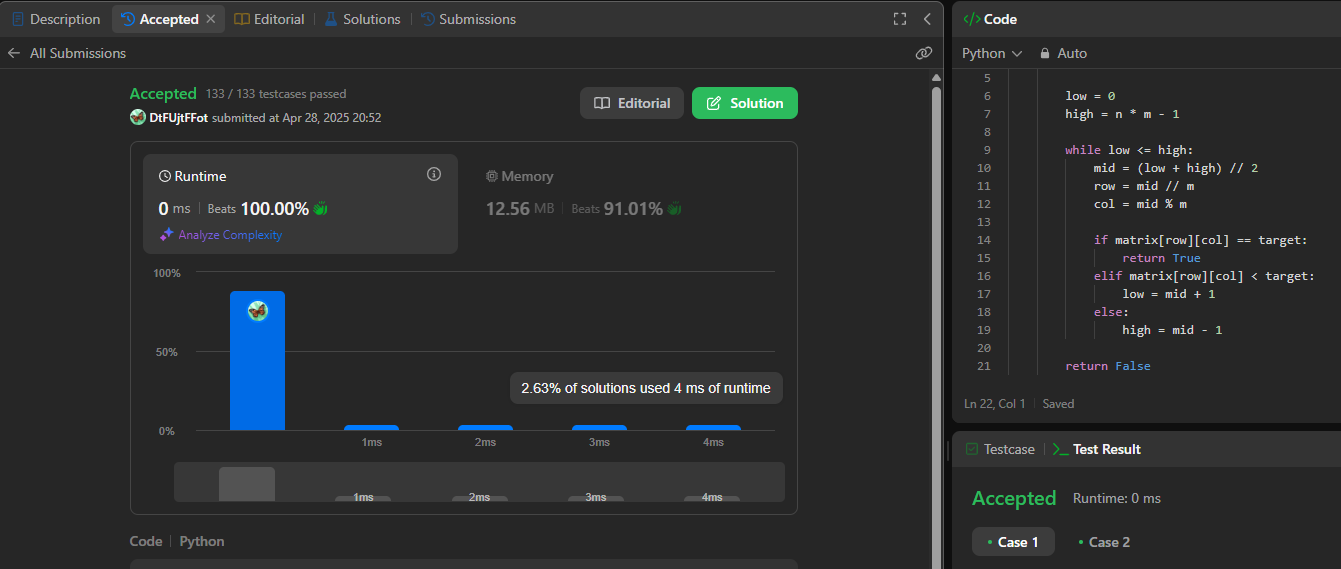 Description Accepted Editorial Solutions Submissions
All Submissions
Accepted 133 / 133 testcases passed
DtFUjtFFot submitted at Apr 28, 2025 20:52
Editorial Solution
Runtime
0 ms Beats 100.00%
Analyze Complexity
Memory
12.56 MB Beats 91.01%
100%
50%
2.63% of solutions used 4 ms of runtime
0%
1ms 2ms 3ms 4ms
1ms 2ms 3ms 4ms
Code Python
</> Code
Python Auto
5
6 low = 0
7 high = n * m - 1
8
9 while low <= high:
10 mid = (low + high) // 2
11 row = mid // m
12 col = mid % m
13
14 if matrix[row][col] == target:
15 return True
16 elif matrix[row][col] < target:
17 low = mid + 1
18 else:
19 high = mid - 1
20
21 return False
Ln 22, Col 1 Saved
Testcase >_ Test Result
Accepted Runtime: 0 ms
Case 1 Case 2